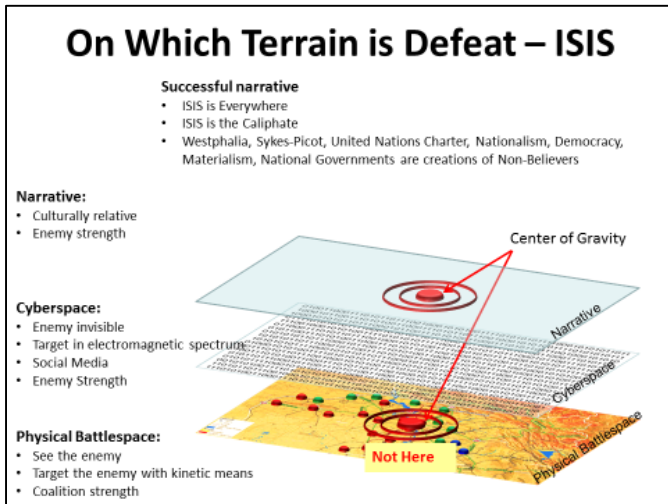 On Which Terrain is Defeat – ISIS
Successful narrative
• ISIS is Everywhere
• ISIS is the Caliphate
• Westphalia, Sykes-Picot, United Nations Charter, Nationalism, Democracy,
Materialism, National Governments are creations of Non-Believers
Narrative:
• Culturally relative
• Enemy strength
Center of Gravity
Narrative
Cyberspace:
• Enemy invisible
• Target in electromagnetic spectrum
• Social Media
• Enemy Strength
Cyberspace
Physical Battlespace:
• See the enemy
• Target the enemy with kinetic means
• Coalition strength
Not Here
Physical Battlespace